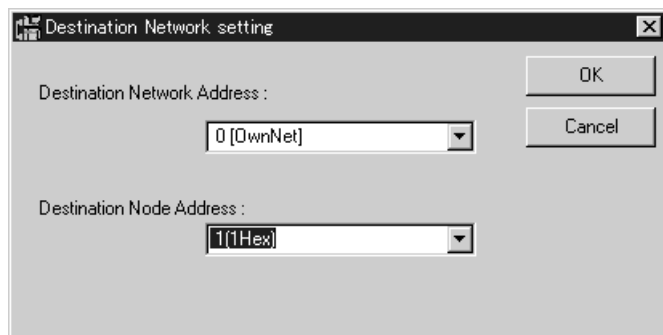 Destination Network setting
OK
Destination Network Address :
0 [OwnNet]
Cancel
Destination Node Address :
1(1Hex)